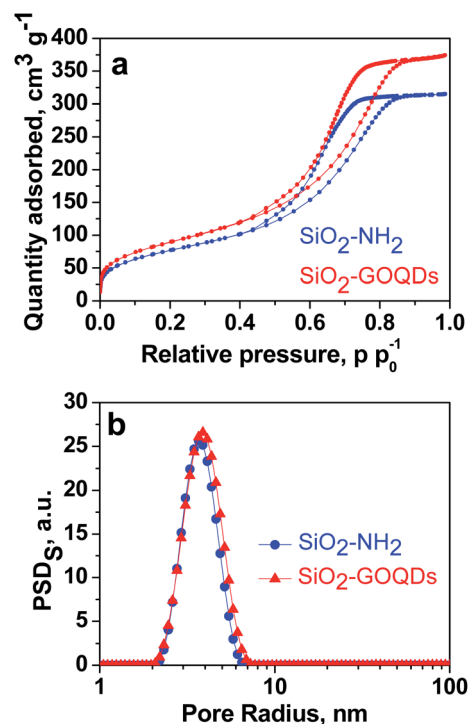 a
400
350
300
250
200
150
100
50
0
Quantity adsorbed, cm³ g⁻¹
SiO₂-NH₂
SiO₂-GOQDs
0.0 0.2 0.4 0.6 0.8 1.0
Relative pressure, p p₀⁻¹
b
30
25
20
15
10
5
0
PSD_S, a.u.
SiO₂-NH₂
SiO₂-GOQDs
1 10 100
Pore Radius, nm